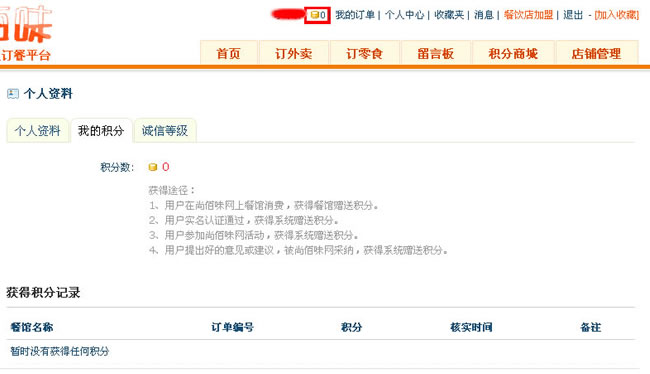 0 我的订单 | 个人中心 | 收藏夹 | 消息 | 餐饮店加盟 | 退出 - [加入收藏]
味
订餐平台
首页 订外卖 订零食 留言板 积分商城 店铺管理
个人资料
个人资料 我的积分 诚信等级
积分数: 0
获得途径：
1、用户在尚佰味网上餐馆消费，获得餐馆赠送积分。
2、用户实名认证通过，获得系统赠送积分。
3、用户参加尚佰味网活动，获得系统赠送积分。
4、用户提出好的意见或建议，被尚佰味网采纳，获得系统赠送积分。
获得积分记录
餐馆名称 订单编号 积分 核实时间 备注
暂时没有获得任何积分